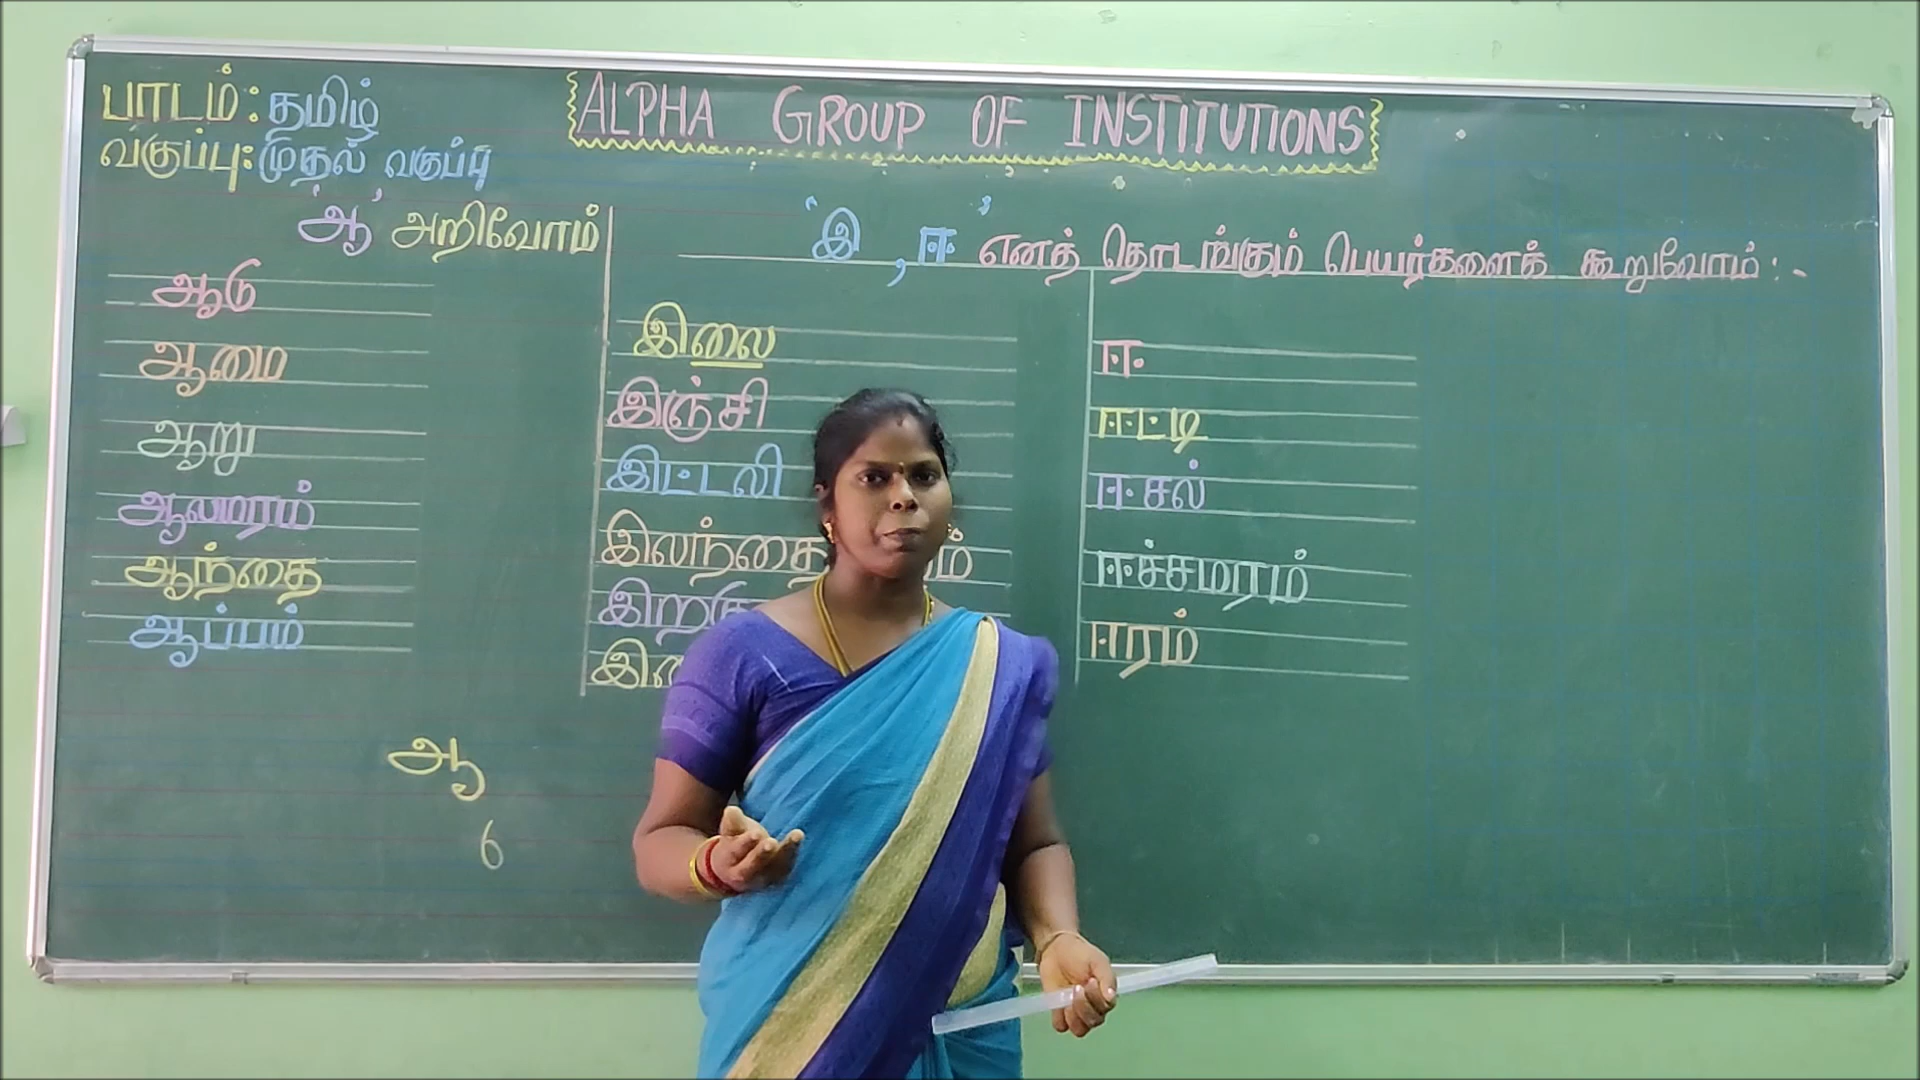 பாடம்: தமிழ்
வகுப்பு: முதல் வகுப்பு
ALPHA GROUP OF INSTITUTIONS
'ஆ' அறிவோம்
ஆடு
ஆமை
ஆறு
ஆலமரம்
ஆந்தை
ஆப்பம்
ஆ
6
'இ, ஈ' எனத் தொடங்கும் பெயர்களைக் கூறுவோம்:-
இலை
இஞ்சி
இட்டலி
ஈ
ஈட்டி
ஈசல்
ஈச்சமரம்
ஈரம்